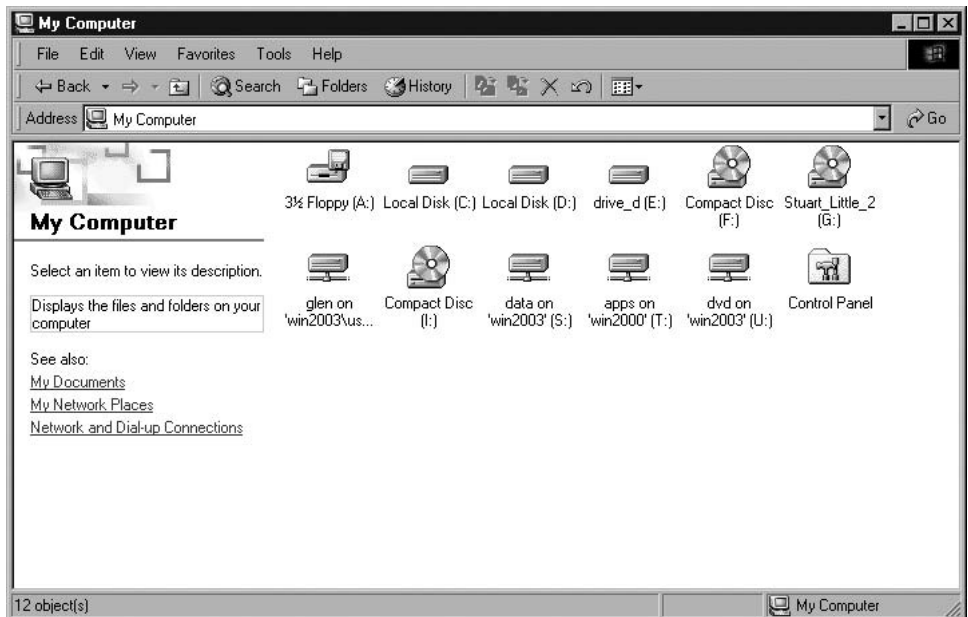 My Computer
File Edit View Favorites Tools Help
Back Search Folders History
Address My Computer Go
My Computer
Select an item to view its description.
Displays the files and folders on your
computer
See also:
My Documents
My Network Places
Network and Dial-up Connections
3½ Floppy (A:) Local Disk (C:) Local Disk (D:) drive_d (E:) Compact Disc (F:) Stuart_Little_2 (G:)
glen on 'win2003\us... Compact Disc (I:) data on 'win2003' (S:) apps on 'win2000' (T:) dvd on 'win2003' (U:) Control Panel
12 object(s) My Computer